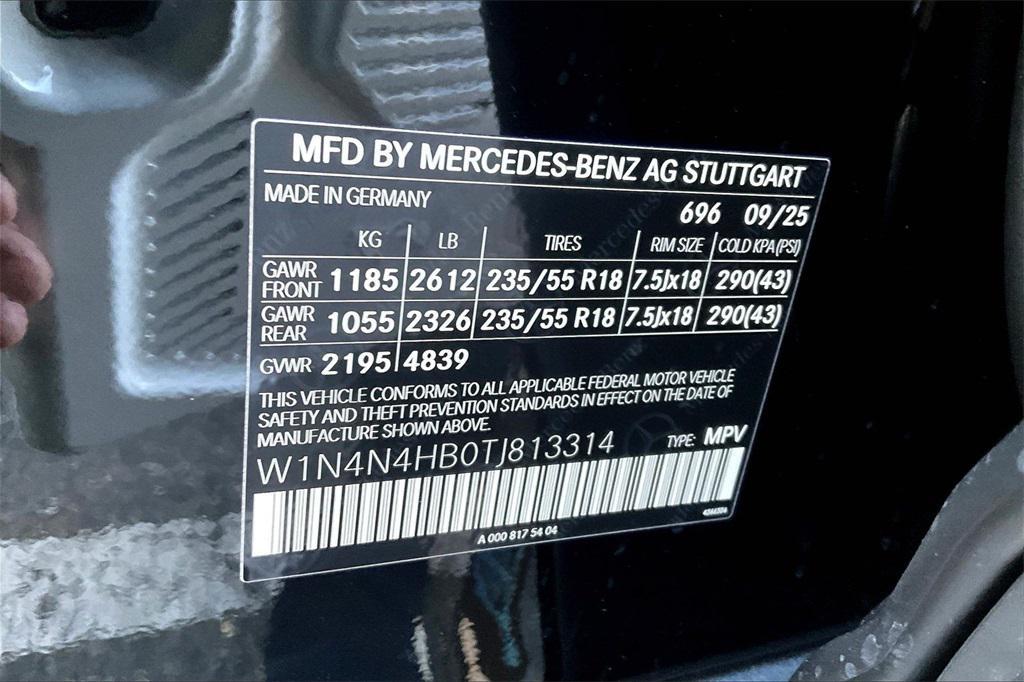 MFD BY MERCEDES-BENZ AG STUTTGART
MADE IN GERMANY
696 09/25
KG LB TIRES RIM SIZE COLD KPA(PSI)
GAWR FRONT 1185 2612 235/55 R18 7.5Jx18 290(43)
GAWR REAR 1055 2326 235/55 R18 7.5Jx18 290(43)
GVWR 2195 4839
THIS VEHICLE CONFORMS TO ALL APPLICABLE FEDERAL MOTOR VEHICLE
SAFETY AND THEFT PREVENTION STANDARDS IN EFFECT ON THE DATE OF
MANUFACTURE SHOWN ABOVE.
W1N4N4HB0TJ813314 TYPE: MPV
A 000 817 54 04